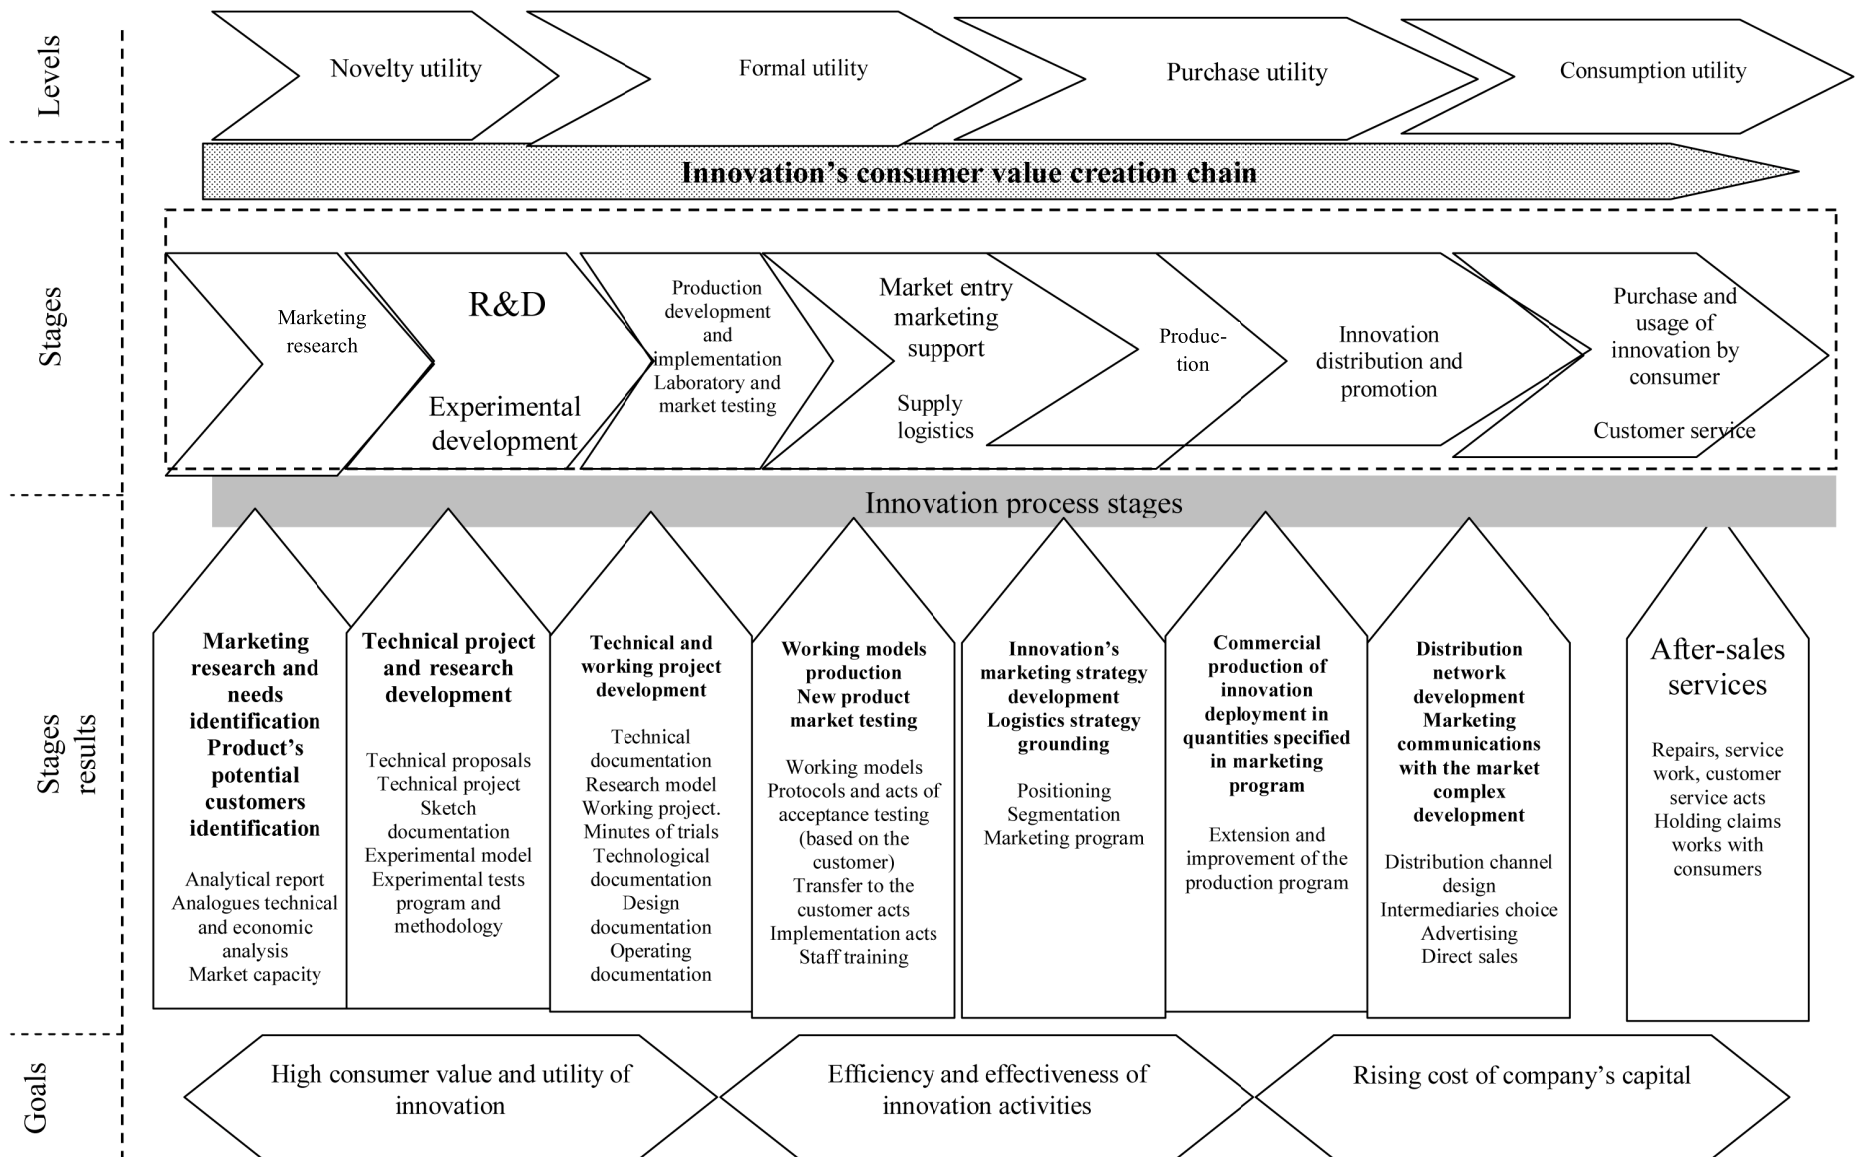 Levels
Novelty utility
Formal utility
Purchase utility
Consumption utility
Innovation’s consumer value creation chain
Stages
Marketing
research
R&D
Experimental
development
Production
development
and
implementation
Laboratory and
market testing
Market entry
marketing
support
Supply
logistics
Produc-
tion
Innovation
distribution and
promotion
Purchase and
usage of
innovation by
consumer
Customer service
Innovation process stages
Stages
results
Marketing
research and
needs
identification
Product’s
potential
customers
identification
Analytical report
Analogues technical
and economic
analysis
Market capacity
Technical project
and research
development
Technical proposals
Technical project
Sketch
documentation
Experimental model
Experimental tests
program and
methodology
Technical and
working project
development
Technical
documentation
Research model
Working project.
Minutes of trials
Technological
documentation
Design
documentation
Operating
documentation
Working models
production
New product
market testing
Working models
Protocols and acts of
acceptance testing
(based on the
customer)
Transfer to the
customer acts
Implementation acts
Staff training
Innovation’s
marketing strategy
development
Logistics strategy
grounding
Positioning
Segmentation
Marketing program
Commercial
production of
innovation
deployment in
quantities specified
in marketing
program
Extension and
improvement of the
production program
Distribution
network
development
Marketing
communications
with the market
complex
development
Distribution channel
design
Intermediaries choice
Advertising
Direct sales
After-sales
services
Repairs, service
work, customer
service acts
Holding claims
works with
consumers
Goals
High consumer value and utility of
innovation
Efficiency and effectiveness of
innovation activities
Rising cost of company’s capital